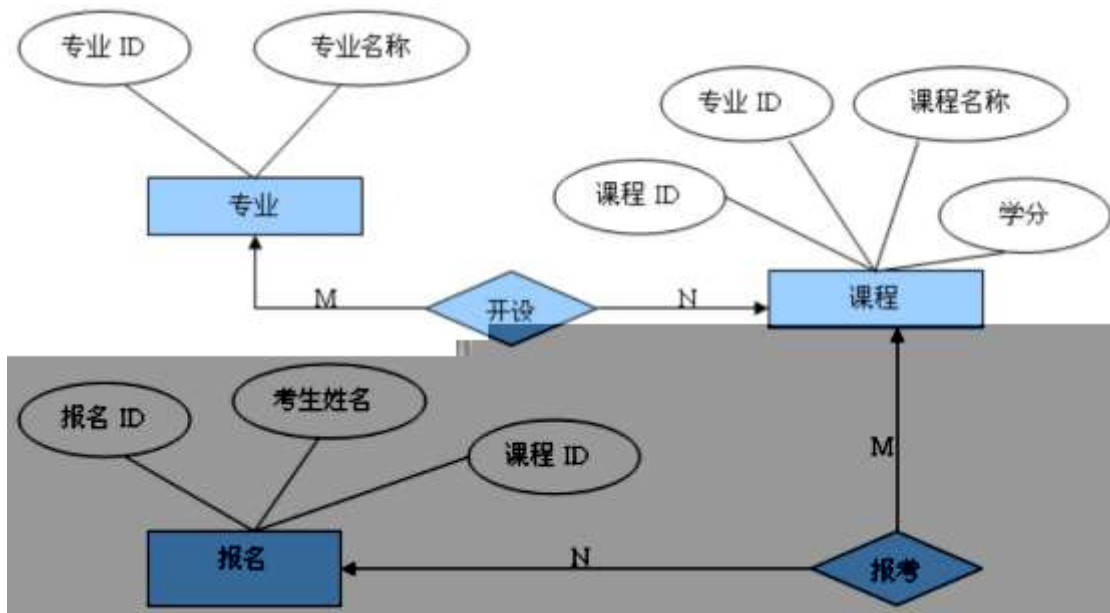 专业 ID
专业名称
专业 ID
课程名称
课程 ID
学分
专业
课程
M
开设
N
报名 ID
考生姓名
课程 ID
M
报名
N
报考